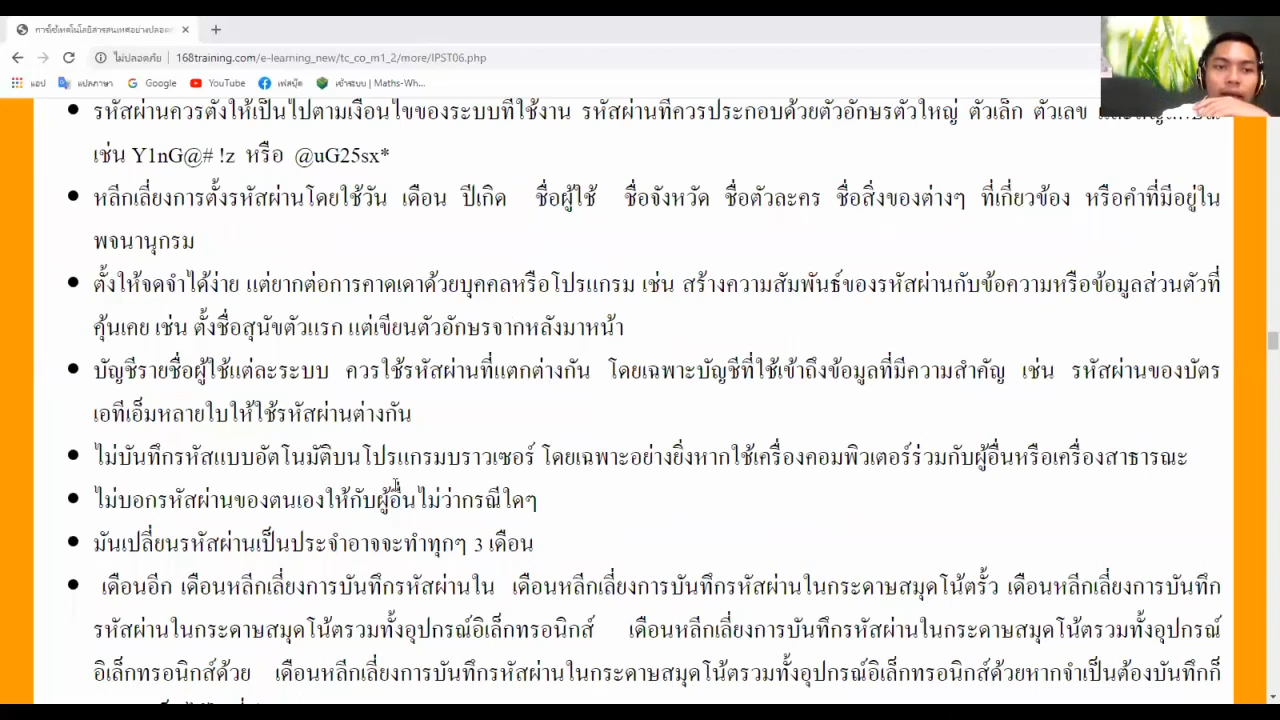 การใช้เทคโนโลยีสารสนเทศอย่างปลอด
ไม่ปลอดภัย 168training.com/e-learning_new/tc_co_m1_2/more/IPST06.php
แอป แปลภาษา Google YouTube เฟสบุ๊ค เข้าระบบ | Maths-Wh...
รหัสผ่านควรตั้งให้เป็นไปตามเงื่อนไขของระบบที่ใช้งาน รหัสผ่านที่ควรประกอบด้วยตัวอักษรตัวใหญ่ ตัวเล็ก ตัวเลข
เช่น Y1nG@# !z หรือ @uG25sx*
หลีกเลี่ยงการตั้งรหัสผ่านโดยใช้วัน เดือน ปีเกิด ชื่อผู้ใช้ ชื่อจังหวัด ชื่อตัวละคร ชื่อสิ่งของต่างๆ ที่เกี่ยวข้อง หรือคำที่มีอยู่ใน
พจนานุกรม
ตั้งให้จดจำได้ง่าย แต่ยากต่อการคาดเดาด้วยบุคคลหรือโปรแกรม เช่น สร้างความสัมพันธ์ของรหัสผ่านกับข้อความหรือข้อมูลส่วนตัวที่
คุ้นเคย เช่น ตั้งชื่อสุนัขตัวแรก แต่เขียนตัวอักษรจากหลังมาหน้า
บัญชีรายชื่อผู้ใช้แต่ละระบบ ควรใช้รหัสผ่านที่แตกต่างกัน โดยเฉพาะบัญชีที่ใช้เข้าถึงข้อมูลที่มีความสำคัญ เช่น รหัสผ่านของบัตร
เอทีเอ็มหลายใบให้ใช้รหัสผ่านต่างกัน
ไม่บันทึกรหัสแบบอัตโนมัติบนโปรแกรมบราวเซอร์ โดยเฉพาะอย่างยิ่งหากใช้เครื่องคอมพิวเตอร์ร่วมกับผู้อื่นหรือเครื่องสาธารณะ
ไม่บอกรหัสผ่านของตนเองให้กับผู้อื่นไม่ว่ากรณีใดๆ
มันเปลี่ยนรหัสผ่านเป็นประจำอาจจะทำทุกๆ 3 เดือน
เดือนอีก เดือนหลีกเลี่ยงการบันทึกรหัสผ่านใน เดือนหลีกเลี่ยงการบันทึกรหัสผ่านในกระดาษสมุดโน้ตรั้ว เดือนหลีกเลี่ยงการบันทึก
รหัสผ่านในกระดาษสมุดโน้ตรวมทั้งอุปกรณ์อิเล็กทรอนิกส์ เดือนหลีกเลี่ยงการบันทึกรหัสผ่านในกระดาษสมุดโน้ตรวมทั้งอุปกรณ์
อิเล็กทรอนิกส์ด้วย เดือนหลีกเลี่ยงการบันทึกรหัสผ่านในกระดาษสมุดโน้ตรวมทั้งอุปกรณ์อิเล็กทรอนิกส์ด้วยหากจำเป็นต้องบันทึกก็